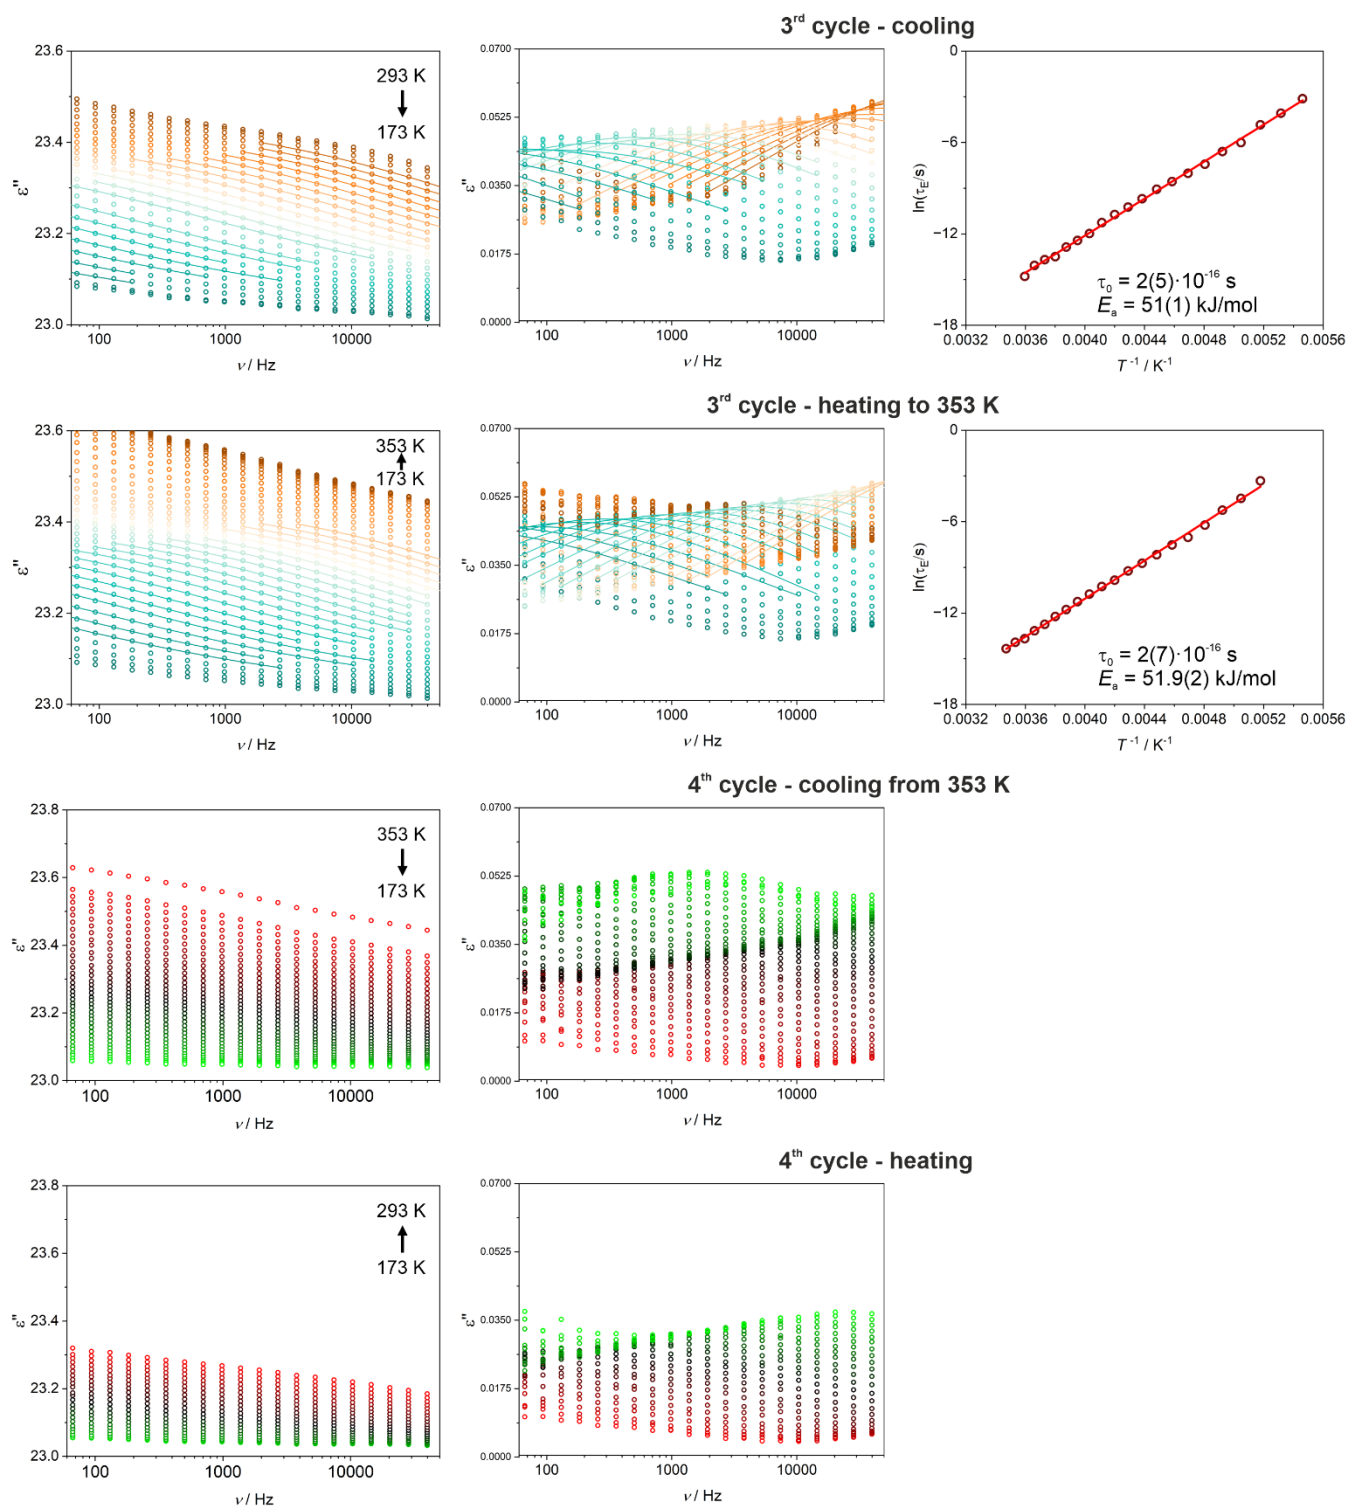 3rd cycle - cooling
23.6
23.4
23.2
23.0
ε''
293 K
173 K
100 1000 10000
ν / Hz
0.0700
0.0525
0.0350
0.0175
0.0000
ε''
100 1000 10000
ν / Hz
0
−6
−12
−18
ln(τE/s)
τ0 = 2(5)·10-16 s
Ea = 51(1) kJ/mol
0.0032 0.0036 0.0040 0.0044 0.0048 0.0052 0.0056
T -1 / K-1
3rd cycle - heating to 353 K
23.6
23.4
23.2
23.0
ε''
353 K
173 K
100 1000 10000
ν / Hz
0.0700
0.0525
0.0350
0.0175
0.0000
ε''
100 1000 10000
ν / Hz
0
−6
−12
−18
ln(τE/s)
τ0 = 2(7)·10-16 s
Ea = 51.9(2) kJ/mol
0.0032 0.0036 0.0040 0.0044 0.0048 0.0052 0.0056
T -1 / K-1
4th cycle - cooling from 353 K
23.8
23.6
23.4
23.2
23.0
ε''
353 K
173 K
100 1000 10000
ν / Hz
0.0700
0.0525
0.0350
0.0175
0.0000
ε''
100 1000 10000
ν / Hz
4th cycle - heating
23.8
23.6
23.4
23.2
23.0
ε''
293 K
173 K
100 1000 10000
ν / Hz
0.0700
0.0525
0.0350
0.0175
0.0000
ε''
100 1000 10000
ν / Hz